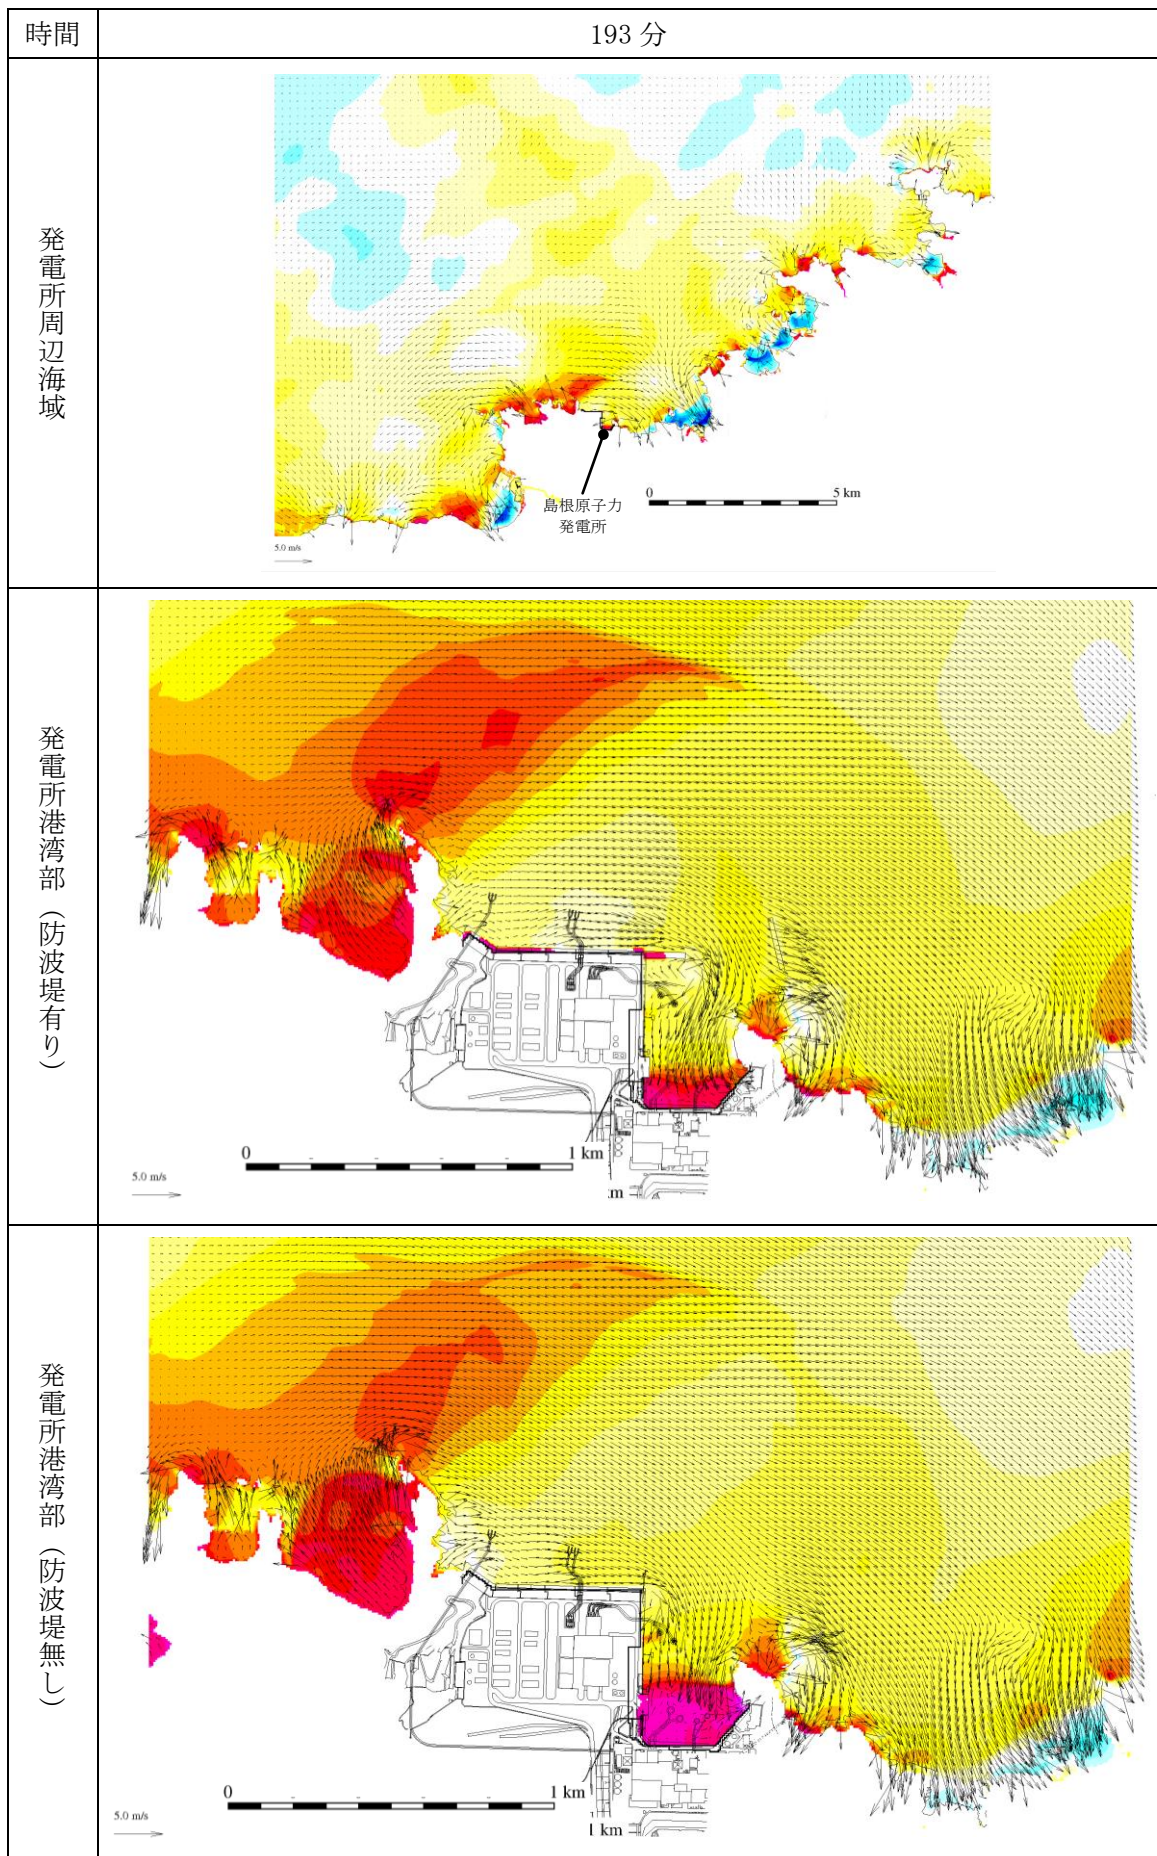 時間
193 分
発電所周辺海域
島根原子力
発電所
0 5 km
5.0 m/s
発電所港湾部（防波堤有り）
0 1 km
5.0 m/s
発電所港湾部（防波堤無し）
0 1 km
5.0 m/s
1 km